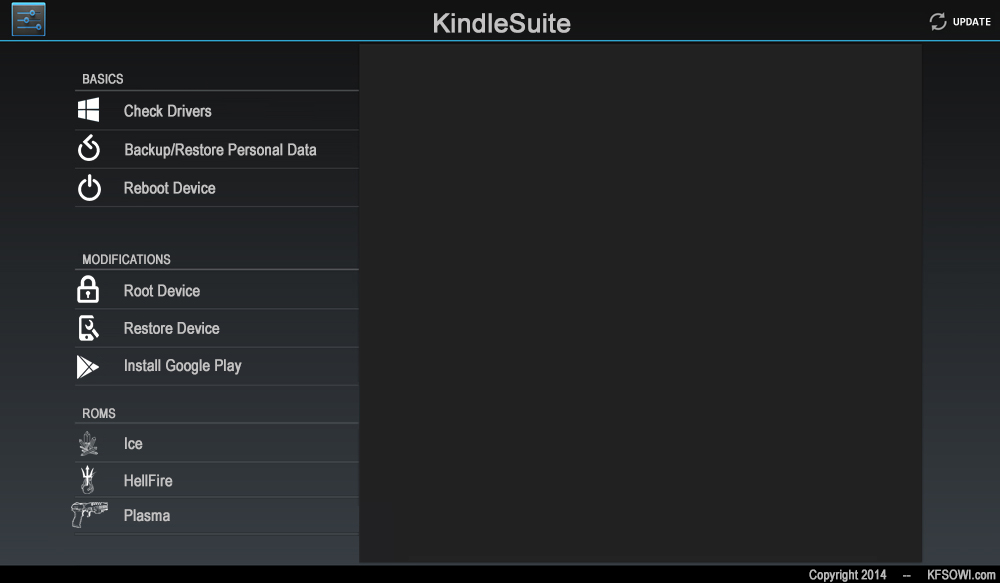 KindleSuite
UPDATE
BASICS
Check Drivers
Backup/Restore Personal Data
Reboot Device
MODIFICATIONS
Root Device
Restore Device
Install Google Play
ROMS
Ice
HellFire
Plasma
Copyright 2014 -- KFSOWI.com